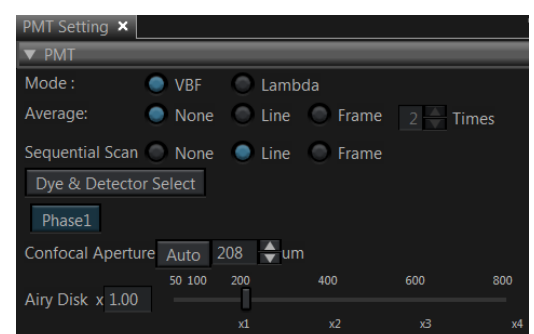 PMT Setting ×
▼ PMT
Mode : VBF Lambda
Average: None Line Frame 2 Times
Sequential Scan None Line Frame
Dye & Detector Select
Phase1
Confocal Aperture Auto 208 um
50 100 200 400 600 800
Airy Disk x 1.00
x1 x2 x3 x4